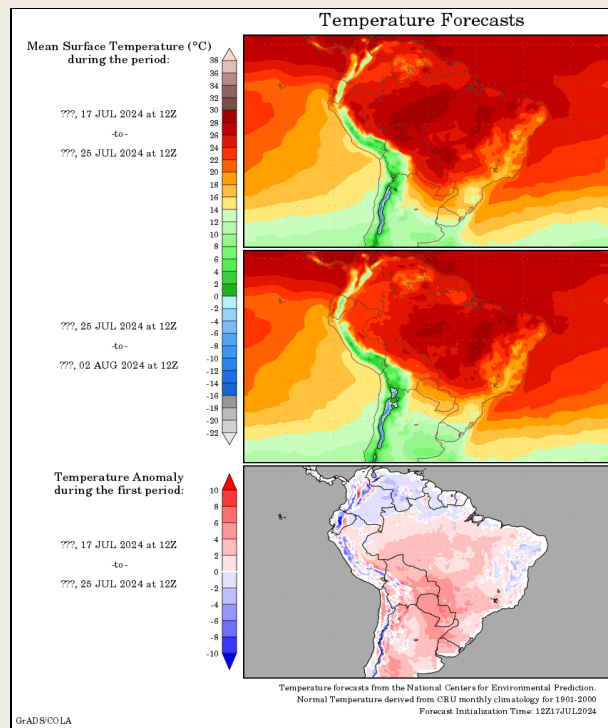 Temperature Forecasts
Mean Surface Temperature (°C)
during the period:
???, 17 JUL 2024 at 12Z
-to-
???, 25 JUL 2024 at 12Z
38
36
34
32
30
28
26
24
22
20
18
16
14
12
10
8
6
4
2
0
-2
-4
-6
-8
-10
-12
-14
-16
-18
-20
-22
???, 25 JUL 2024 at 12Z
-to-
???, 02 AUG 2024 at 12Z
Temperature Anomaly
during the first period:
???, 17 JUL 2024 at 12Z
-to-
???, 25 JUL 2024 at 12Z
10
8
6
4
2
0
-2
-4
-6
-8
-10
Temperature forecasts from the National Centers for Environmental Prediction.
Normal Temperature derived from CRU monthly climatology for 1901-2000
Forecast Initialization Time: 12Z17JUL2024
GrADS/COLA